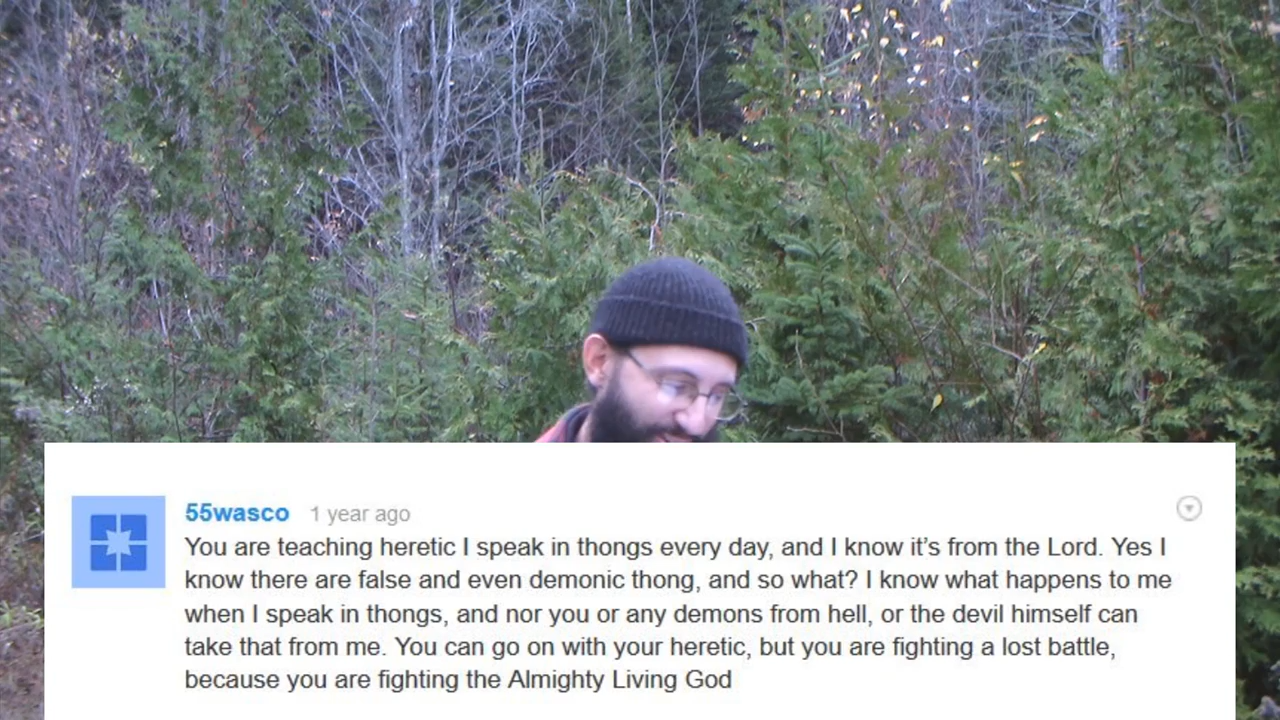 55wasco 1 year ago
You are teaching heretic I speak in thongs every day, and I know it's from the Lord. Yes I
know there are false and even demonic thong, and so what? I know what happens to me
when I speak in thongs, and nor you or any demons from hell, or the devil himself can
take that from me. You can go on with your heretic, but you are fighting a lost battle,
because you are fighting the Almighty Living God